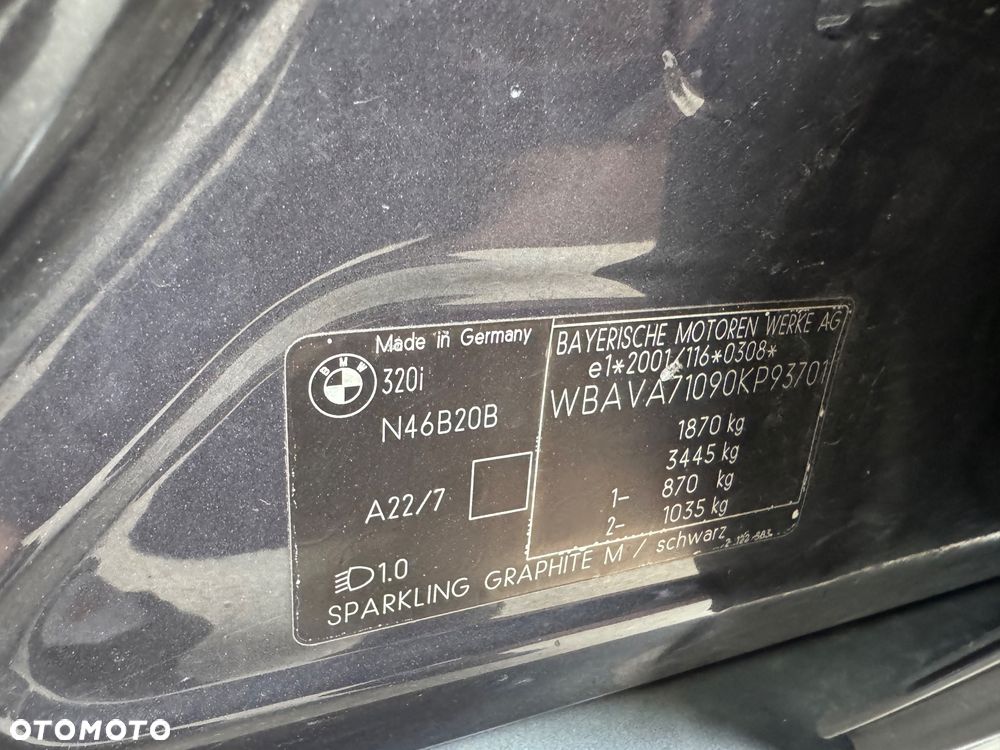 Made in Germany
BMW
320i
N46B20B
A22/7
1.0
SPARKLING GRAPHITE M / schwarz
BAYERISCHE MOTOREN WERKE AG
e1*2001/116*0308*
WBAVA71090KP93701
1870 kg
3445 kg
1- 870 kg
2- 1035 kg
OTOMOTO